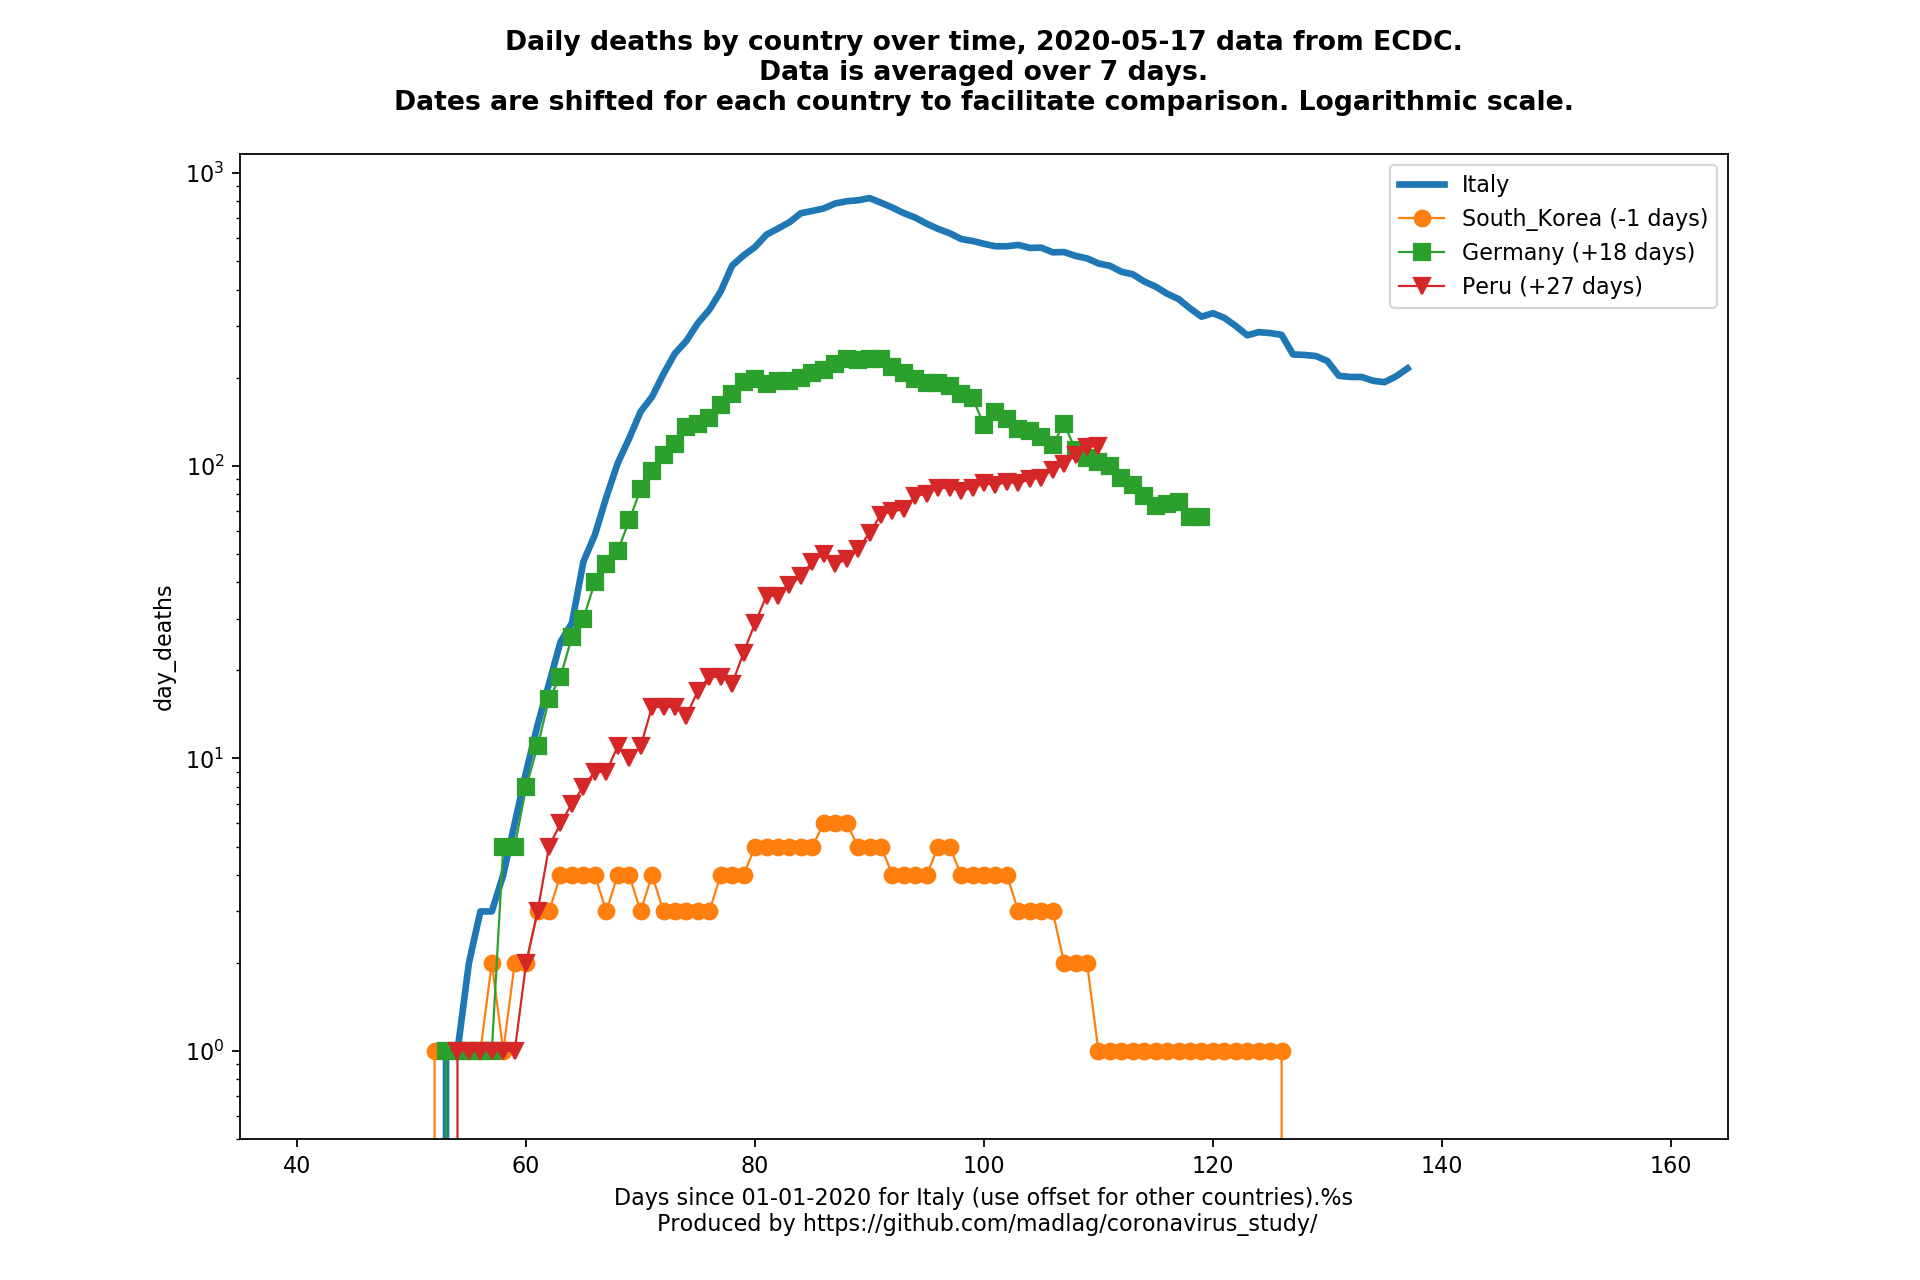 Daily deaths by country over time, 2020-05-17 data from ECDC.
Data is averaged over 7 days.
Dates are shifted for each country to facilitate comparison. Logarithmic scale.
10³
10²
10¹
10⁰
day_deaths
Italy
South_Korea (-1 days)
Germany (+18 days)
Peru (+27 days)
40 60 80 100 120 140 160
Days since 01-01-2020 for Italy (use offset for other countries).%s
Produced by https://github.com/madlag/coronavirus_study/